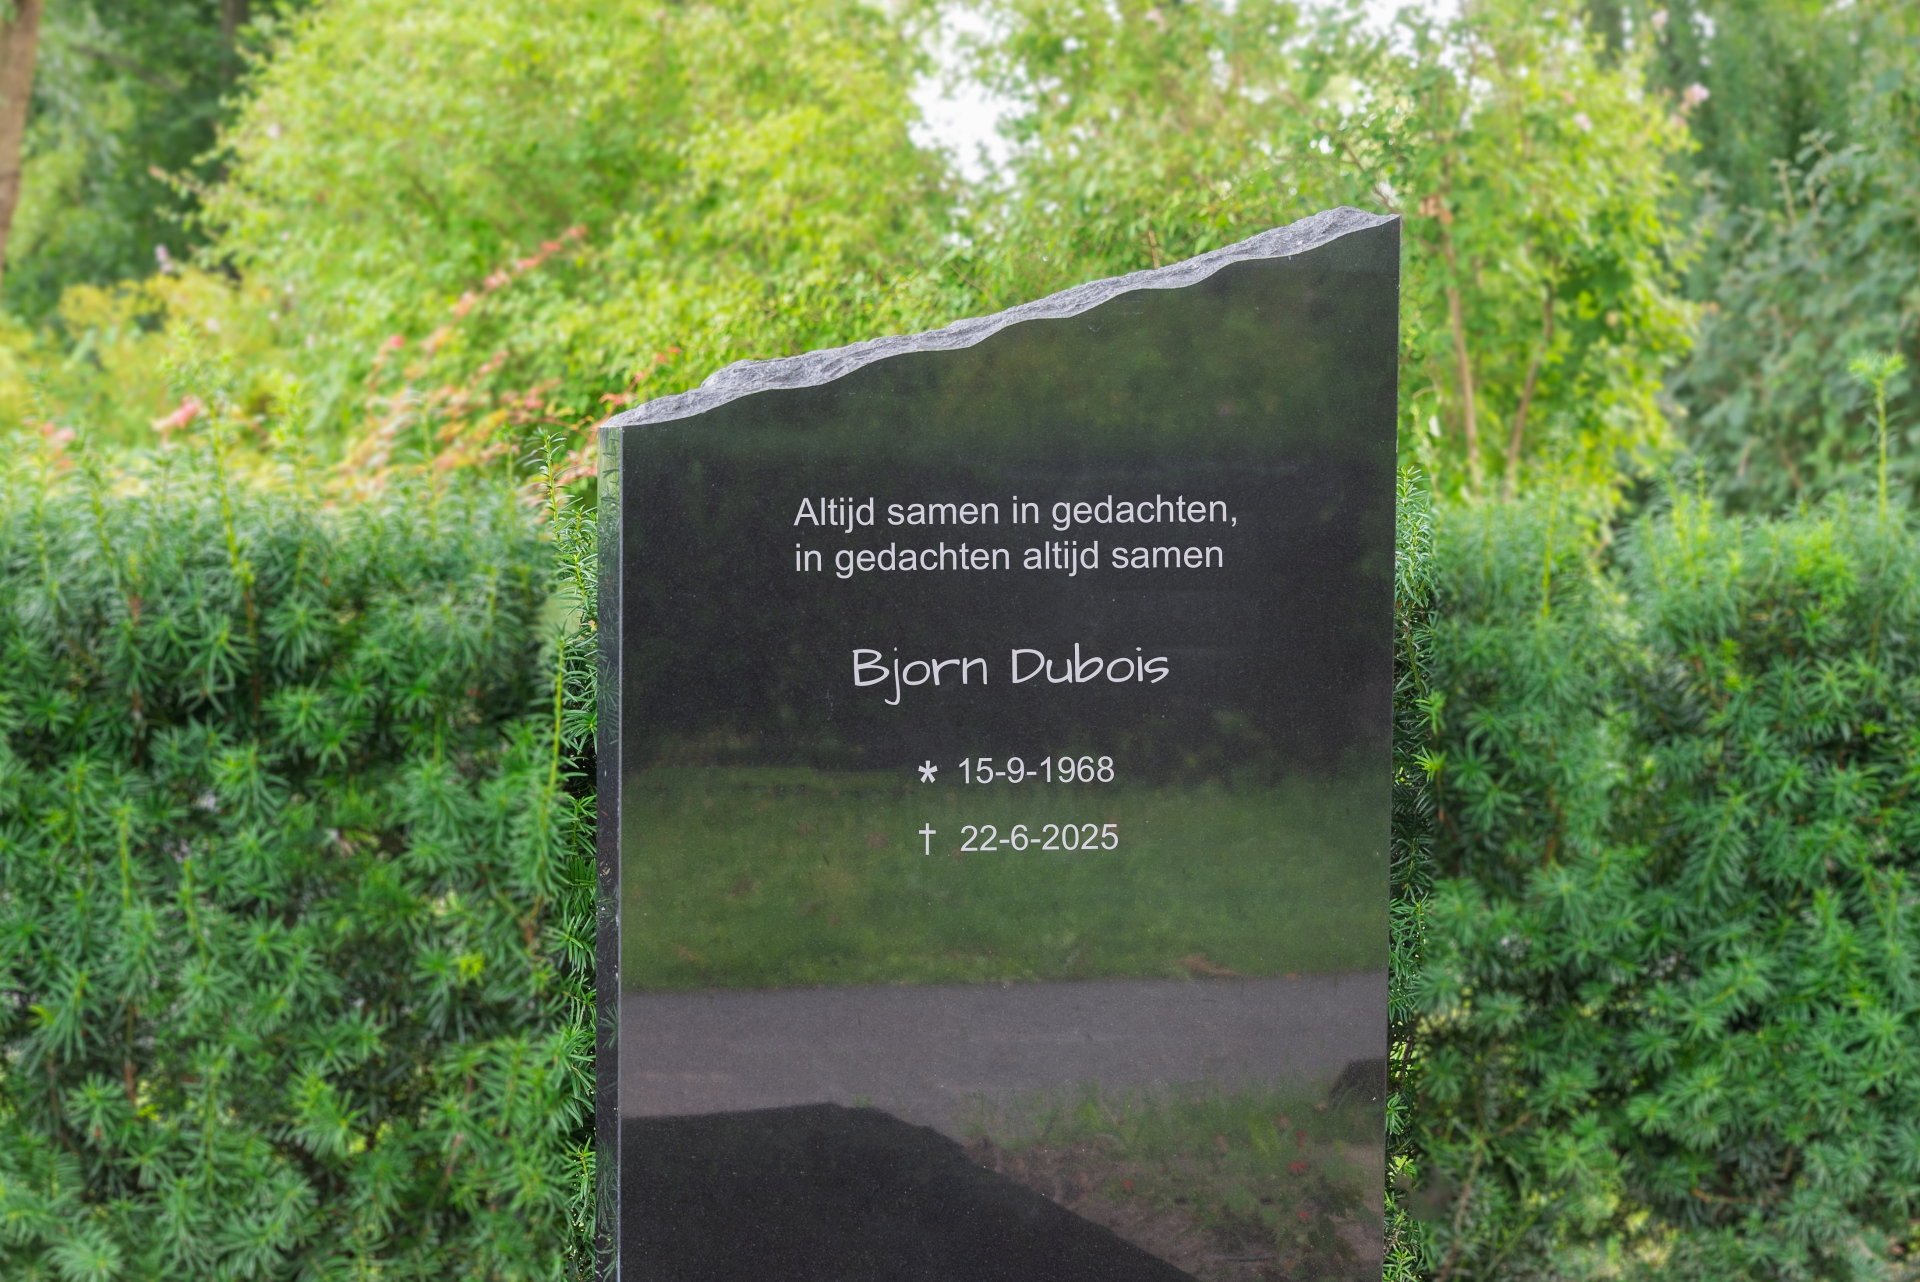 Altijd samen in gedachten,
in gedachten altijd samen
Bjorn Dubois
* 15-9-1968
† 22-6-2025